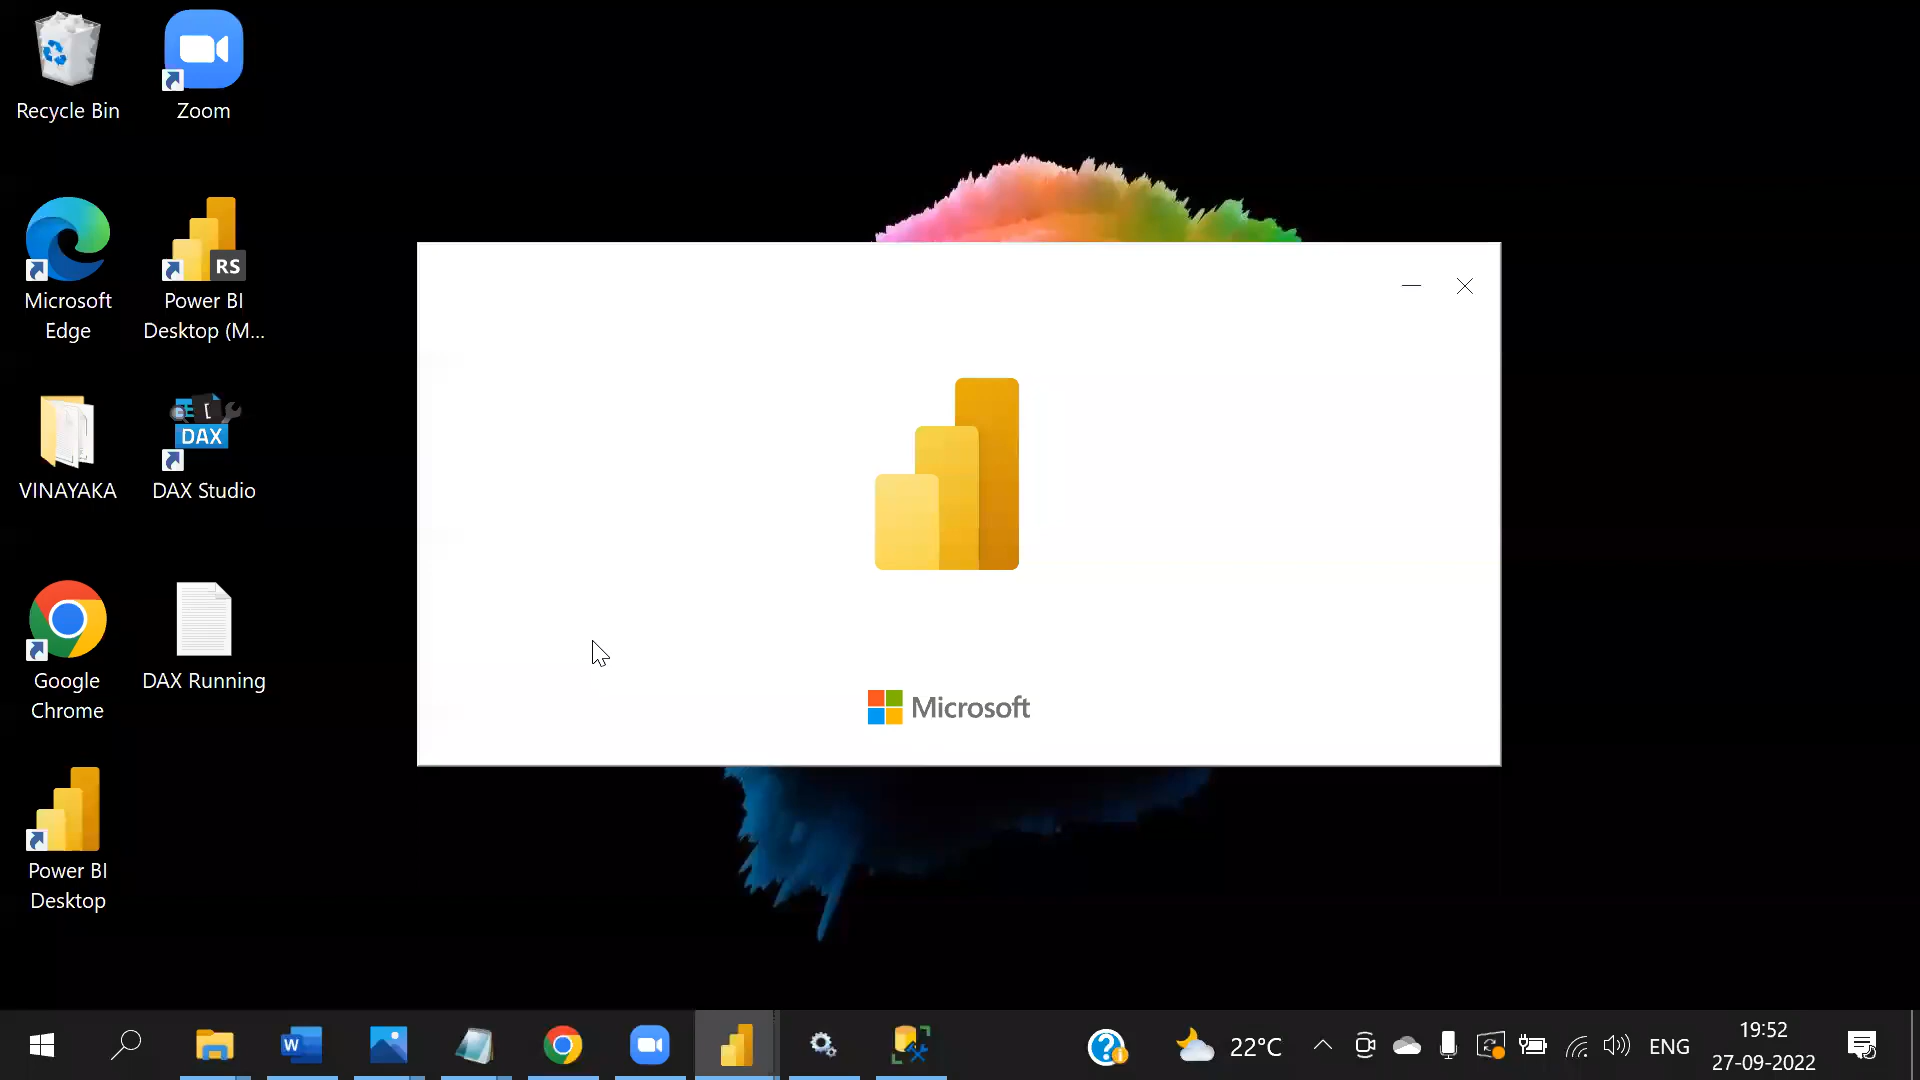 Recycle Bin
Zoom
Microsoft
Edge
RS
Power BI
Desktop (M...
VINAYAKA
DAX
DAX Studio
Google
Chrome
DAX Running
Power BI
Desktop
Microsoft
W
22°C
ENG
19:52
27-09-2022